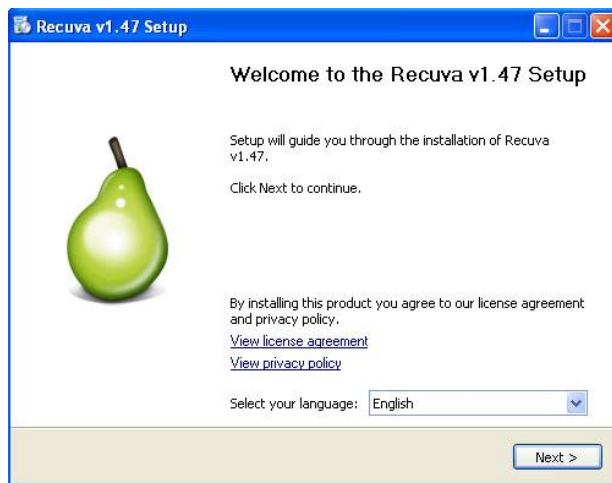 Recuva v1.47 Setup
Welcome to the Recuva v1.47 Setup
Setup will guide you through the installation of Recuva
v1.47.
Click Next to continue.
By installing this product you agree to our license agreement
and privacy policy.
View license agreement
View privacy policy
Select your language: English
Next >